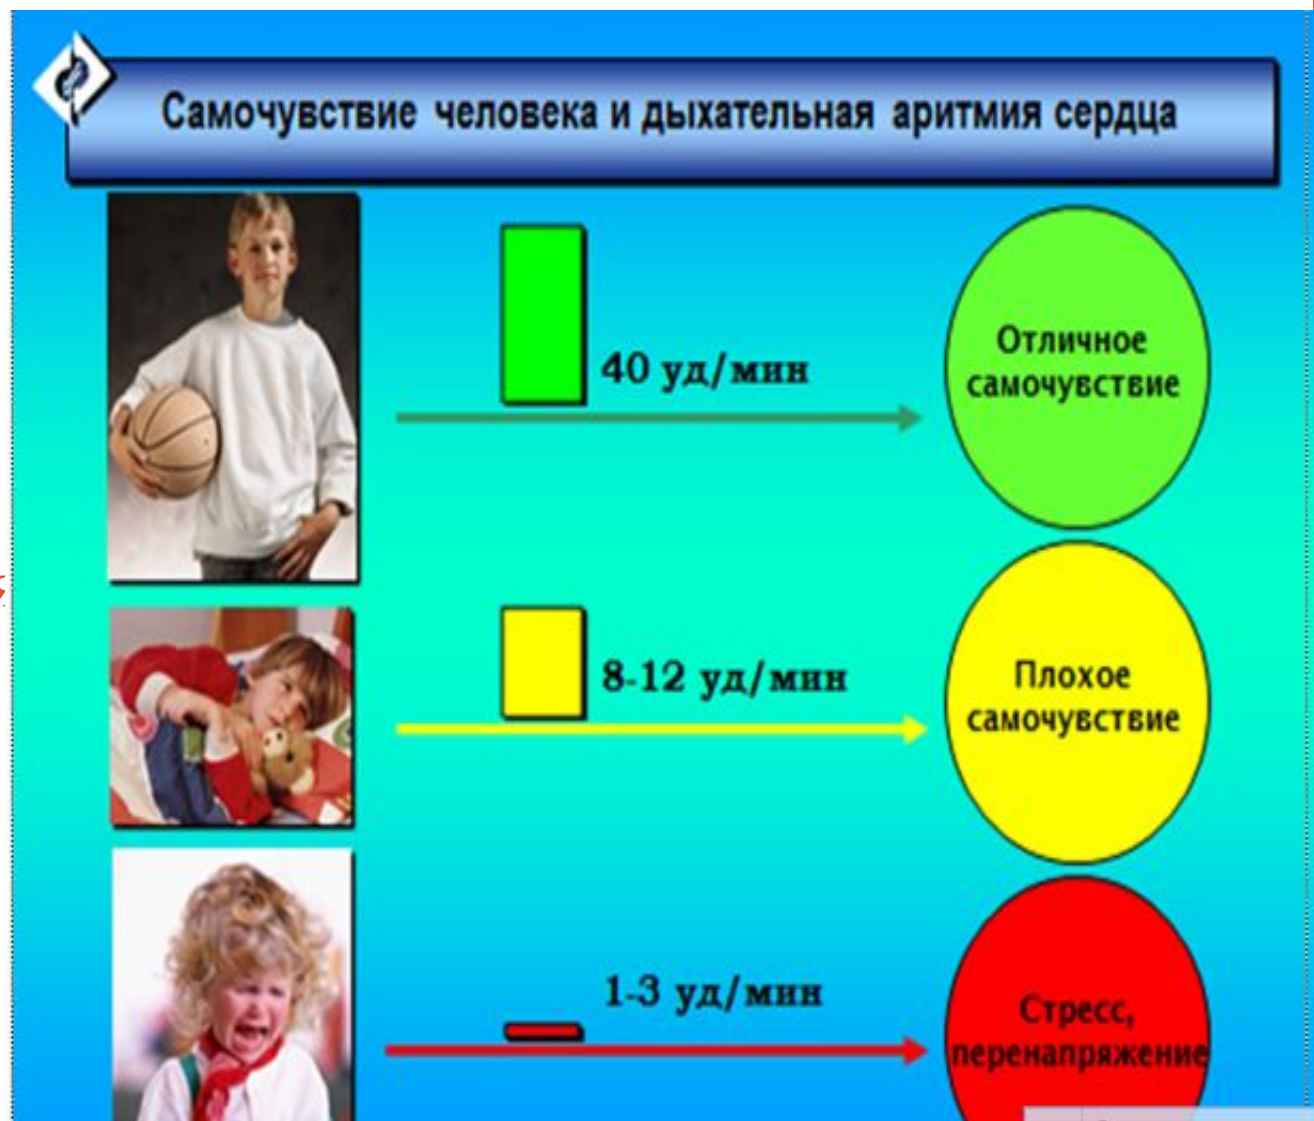 Самочувствие человека и дыхательная аритмия сердца
40 уд/мин
Отличное
самочувствие
8-12 уд/мин
Плохое
самочувствие
1-3 уд/мин
Стресс,
перенапряжение